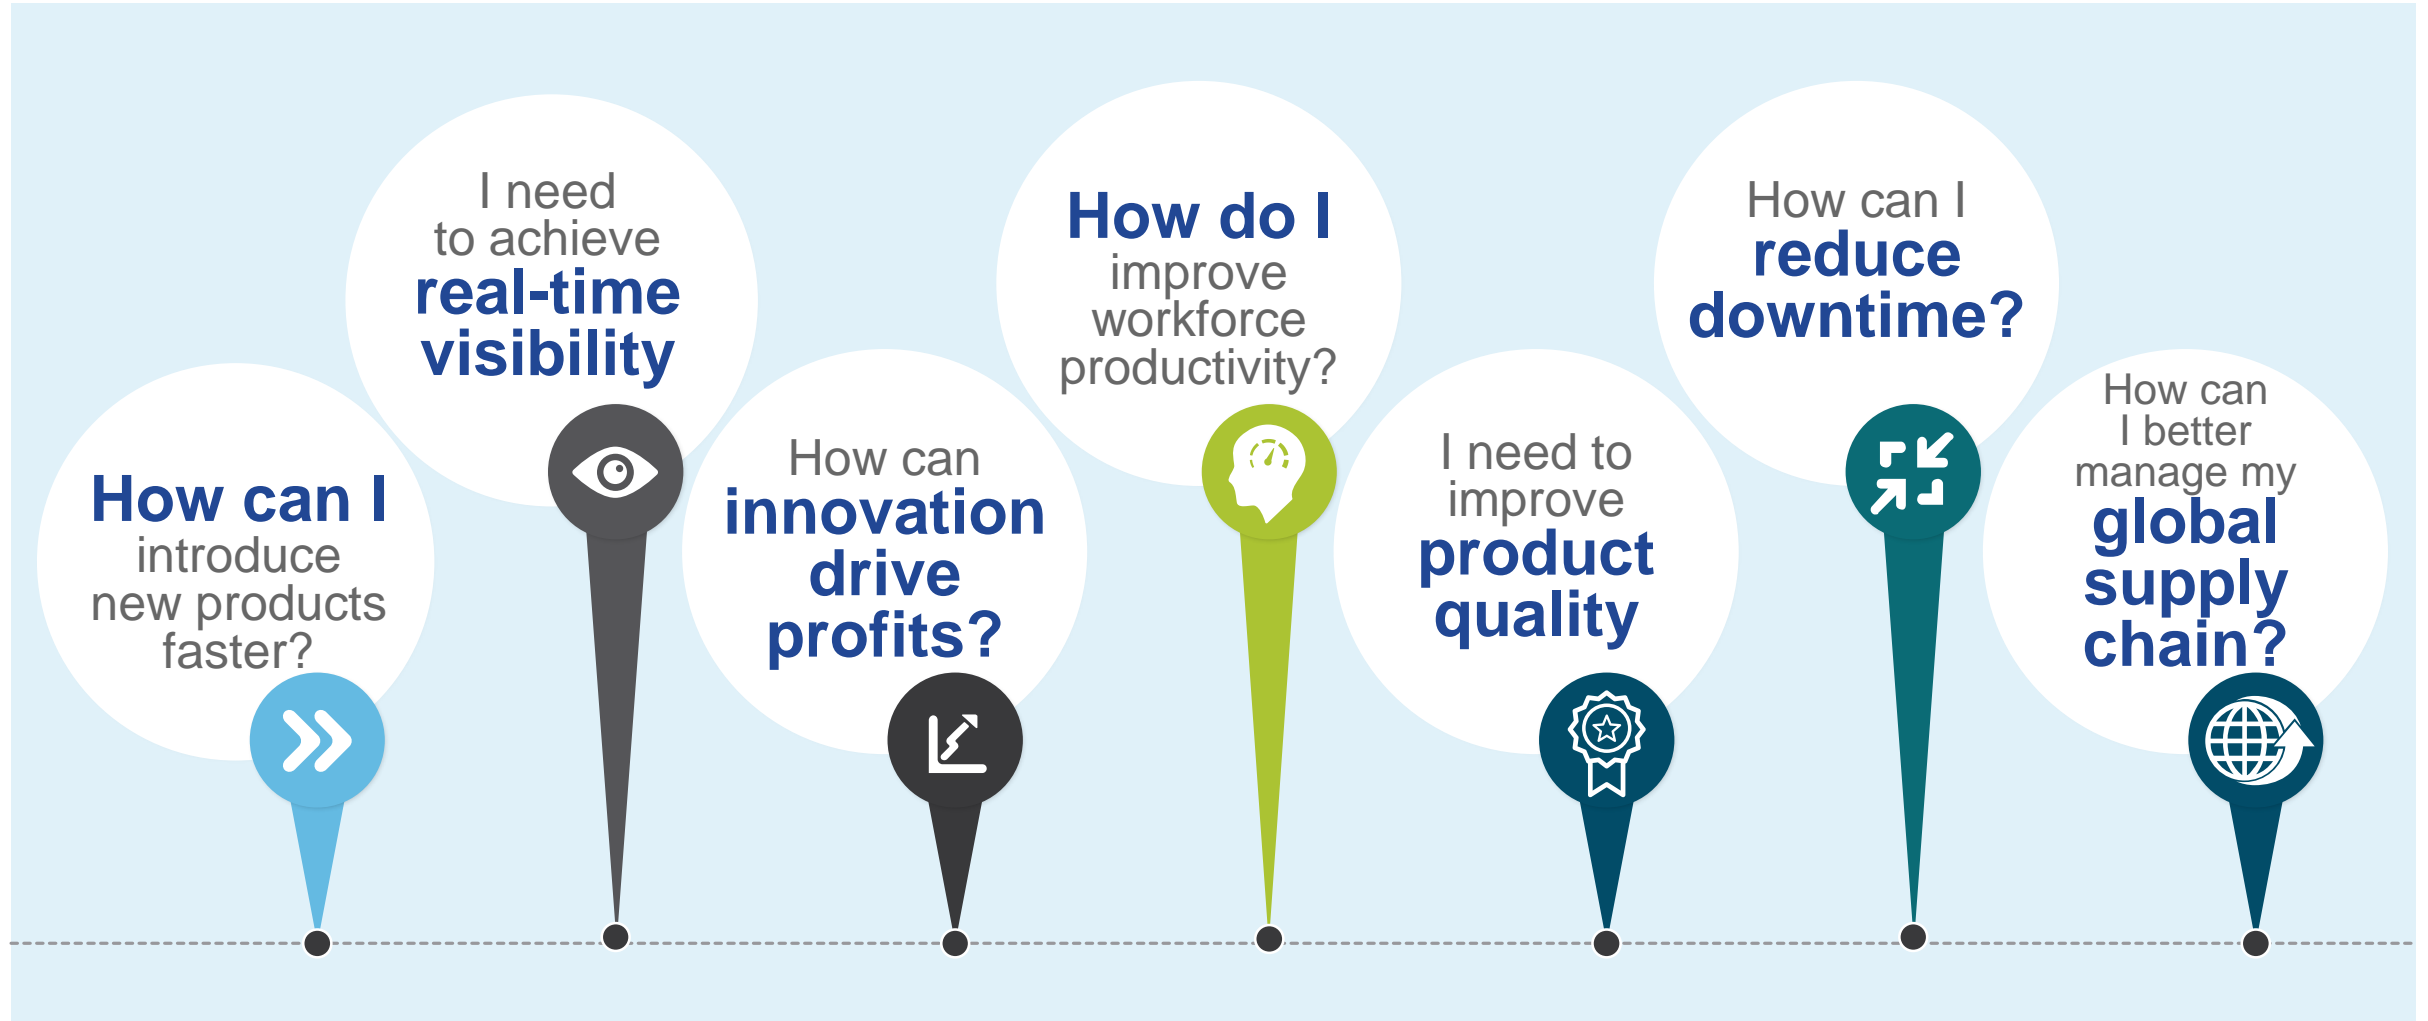 How can I
introduce
new products
faster?
I need
to achieve
real-time
visibility
How can
innovation
drive
profits?
How do I
improve
workforce
productivity?
I need to
improve
product
quality
How can I
reduce
downtime?
How can
I better
manage my
global
supply
chain?